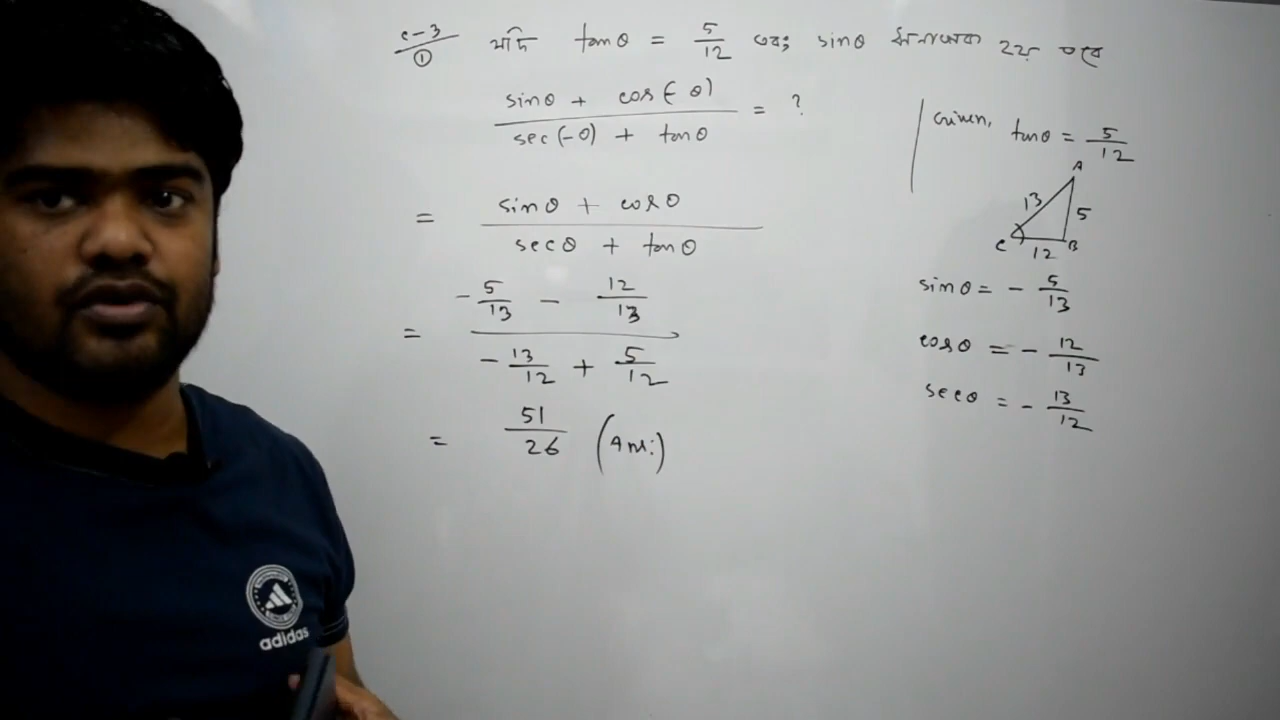 c-3
①
যদি tanθ = 5/12 এবং sinθ ঋনাত্মক হয় তবে
sinθ + cos(-θ) / sec(-θ) + tanθ = ?
= sinθ + cosθ / secθ + tanθ
= -5/13 - 12/13 / -13/12 + 5/12
= 51/26 (Ans:)
Given, tanθ = 5/12
A
13 5
C 12 B
sinθ = - 5/13
cosθ = - 12/13
secθ = - 13/12
adidas